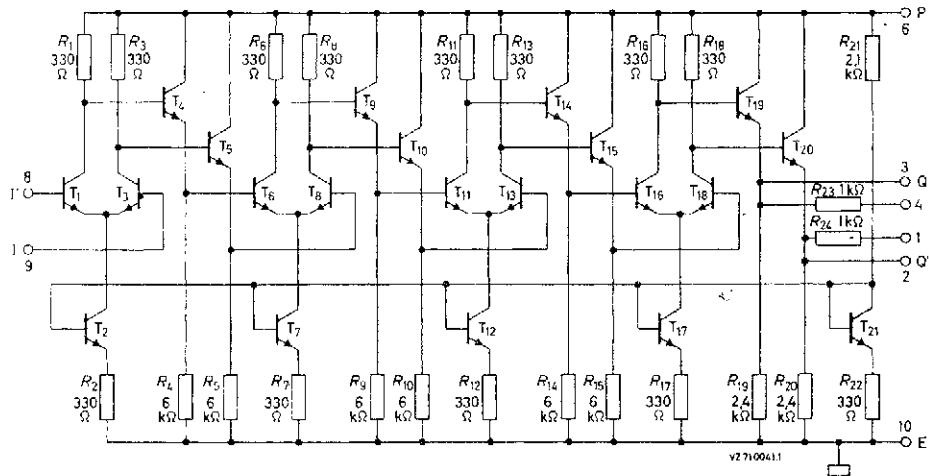 P
6
R1 330 Ω
R3 330 Ω
R6 330 Ω
R8 330 Ω
R11 330 Ω
R13 330 Ω
R16 330 Ω
R18 330 Ω
R21 2,1 kΩ
T4
T9
T14
T19
T5
T10
T15
T20
8
I'
T1
T3
T6
T8
T11
T13
T16
T18
3
Q
R23 1kΩ
4
R24 1kΩ
1
I
9
Q'
2
T2
T7
T12
T17
T21
R2 330 Ω
R4 6 kΩ
R5 6 kΩ
R7 330 Ω
R9 6 kΩ
R10 6 kΩ
R12 330 Ω
R14 6 kΩ
R15 6 kΩ
R17 330 Ω
R19 2,4 kΩ
R20 2,4 kΩ
R22 330 Ω
10
E